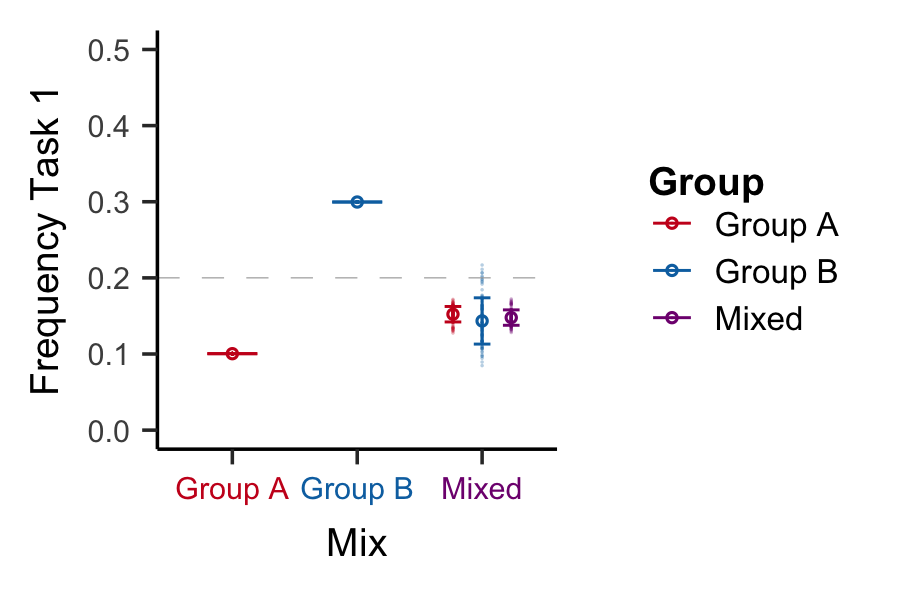 Frequency Task 1
0.5
0.4
0.3
0.2
0.1
0.0
Group A Group B Mixed
Mix
Group
Group A
Group B
Mixed